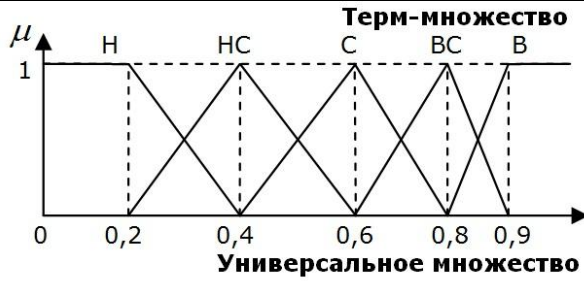 Терм-множество
μ
Н НС С ВС В
1
0 0,2 0,4 0,6 0,8 0,9
Универсальное множество